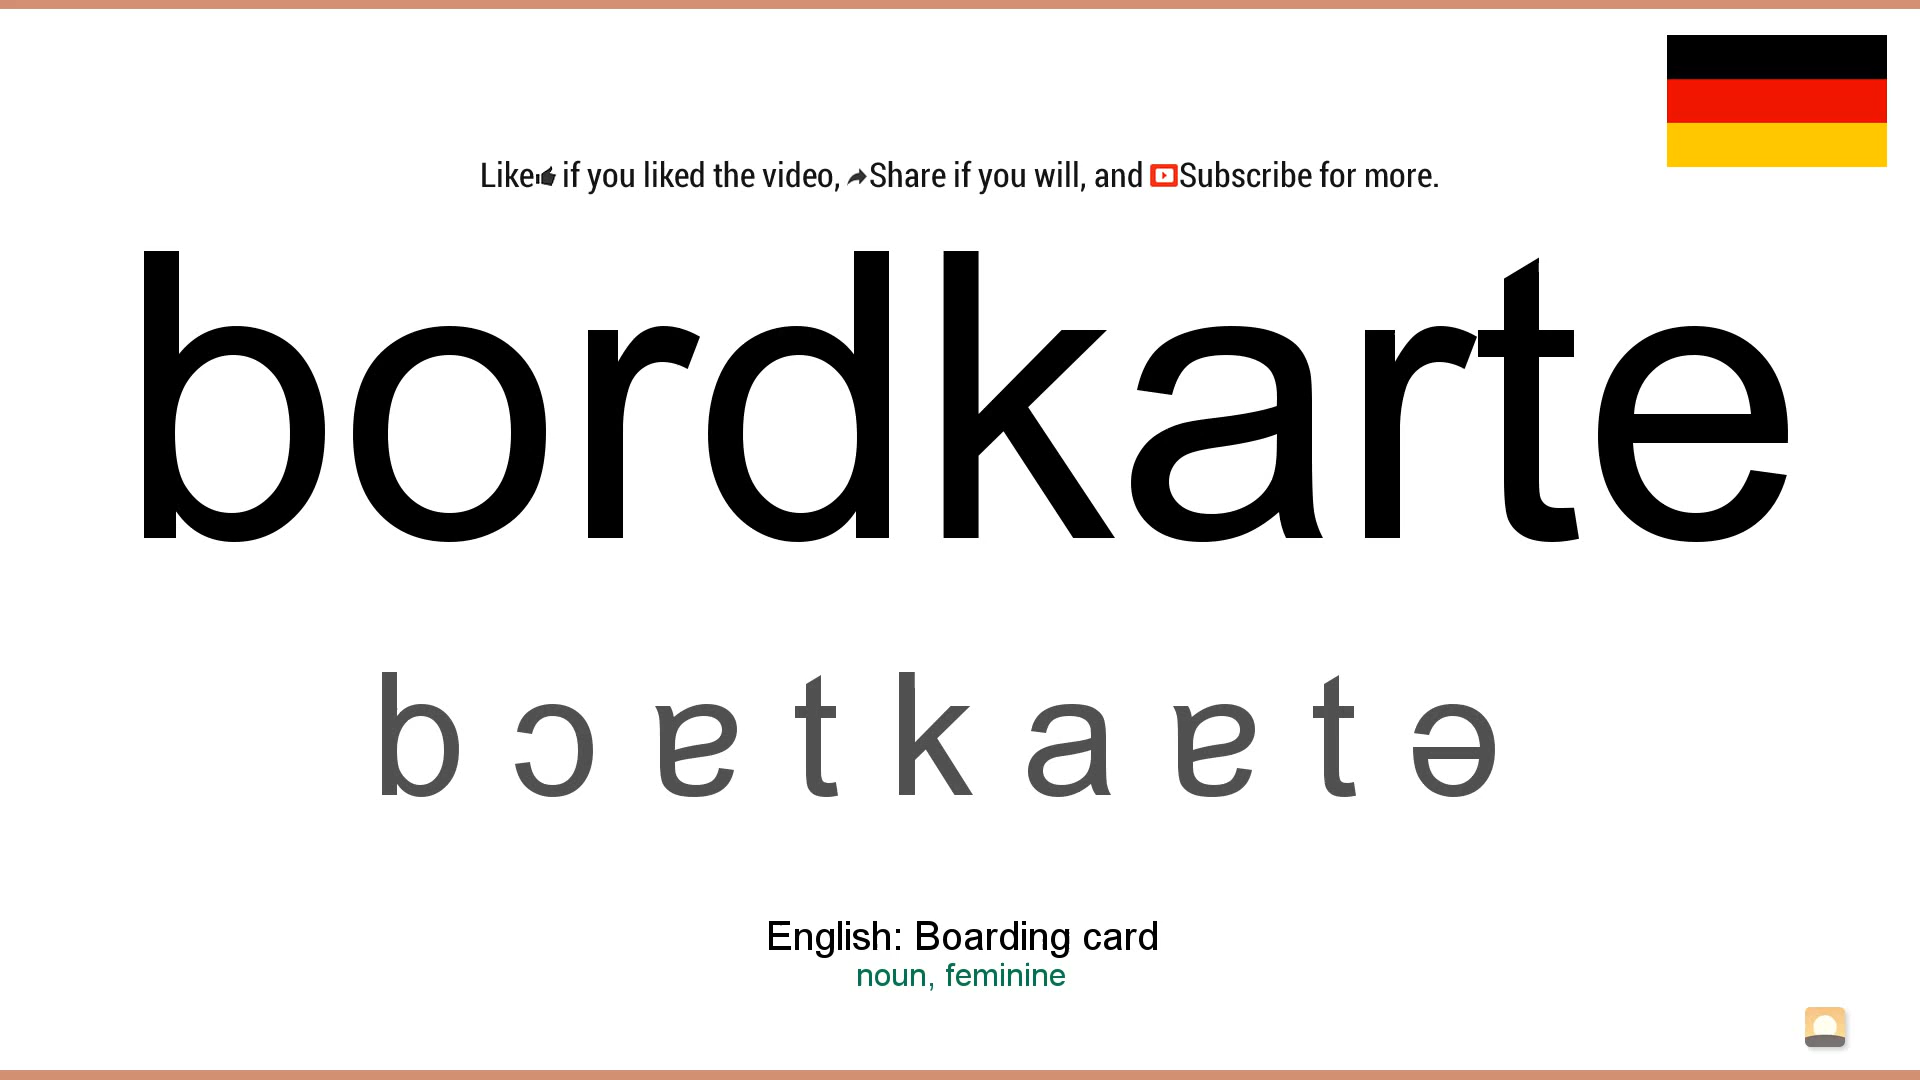 Like if you liked the video, Share if you will, and Subscribe for more.
bordkarte
b ɔ ɐ t k a ɐ t ə
English: Boarding card
noun, feminine